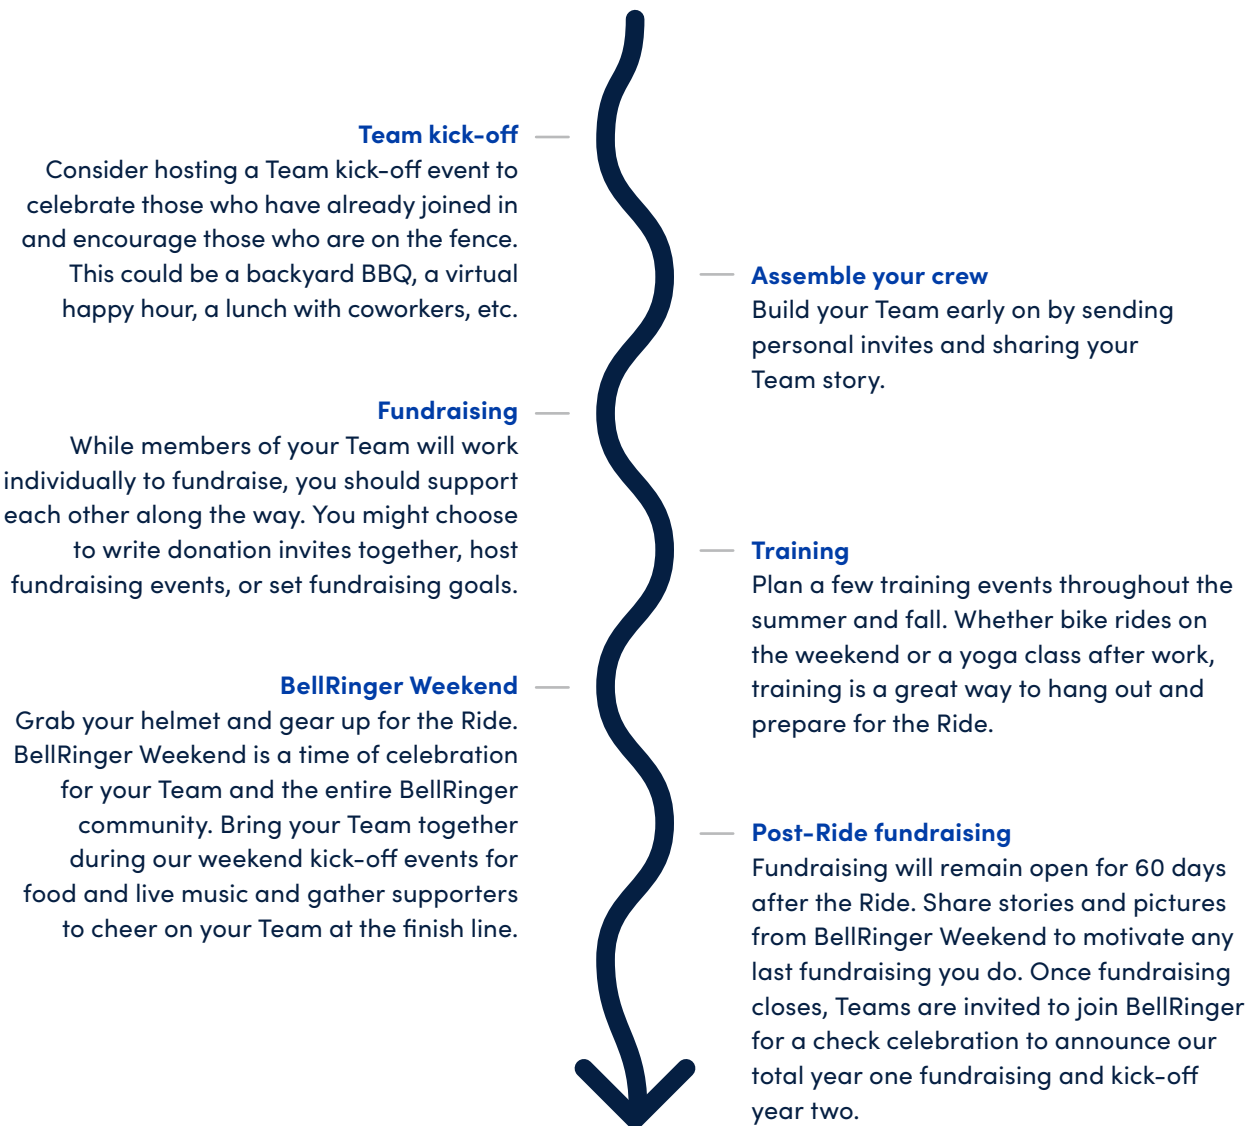 Team kick-off
Consider hosting a Team kick-off event to
celebrate those who have already joined in
and encourage those who are on the fence.
This could be a backyard BBQ, a virtual
happy hour, a lunch with coworkers, etc.
Assemble your crew
Build your Team early on by sending
personal invites and sharing your
Team story.
Fundraising
While members of your Team will work
individually to fundraise, you should support
each other along the way. You might choose
to write donation invites together, host
fundraising events, or set fundraising goals.
Training
Plan a few training events throughout the
summer and fall. Whether bike rides on
the weekend or a yoga class after work,
training is a great way to hang out and
prepare for the Ride.
BellRinger Weekend
Grab your helmet and gear up for the Ride.
BellRinger Weekend is a time of celebration
for your Team and the entire BellRinger
community. Bring your Team together
during our weekend kick-off events for
food and live music and gather supporters
to cheer on your Team at the finish line.
Post-Ride fundraising
Fundraising will remain open for 60 days
after the Ride. Share stories and pictures
from BellRinger Weekend to motivate any
last fundraising you do. Once fundraising
closes, Teams are invited to join BellRinger
for a check celebration to announce our
total year one fundraising and kick-off
year two.